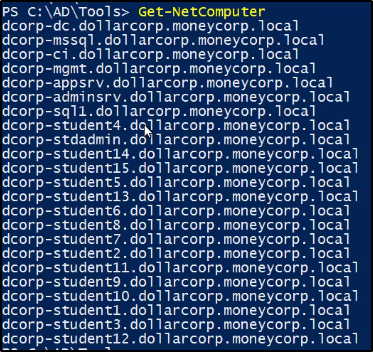 PS C:\AD\Tools> Get-NetComputer
dcorp-dc.dollarcorp.moneycorp.local
dcorp-mssql.dollarcorp.moneycorp.local
dcorp-ci.dollarcorp.moneycorp.local
dcorp-mgmt.dollarcorp.moneycorp.local
dcorp-appsrv.dollarcorp.moneycorp.local
dcorp-adminsrv.dollarcorp.moneycorp.local
dcorp-sql1.dollarcorp.moneycorp.local
dcorp-student4.dollarcorp.moneycorp.local
dcorp-stdadmin.dollarcorp.moneycorp.local
dcorp-student14.dollarcorp.moneycorp.local
dcorp-student15.dollarcorp.moneycorp.local
dcorp-student5.dollarcorp.moneycorp.local
dcorp-student13.dollarcorp.moneycorp.local
dcorp-student6.dollarcorp.moneycorp.local
dcorp-student8.dollarcorp.moneycorp.local
dcorp-student7.dollarcorp.moneycorp.local
dcorp-student2.dollarcorp.moneycorp.local
dcorp-student11.dollarcorp.moneycorp.local
dcorp-student9.dollarcorp.moneycorp.local
dcorp-student10.dollarcorp.moneycorp.local
dcorp-student1.dollarcorp.moneycorp.local
dcorp-student3.dollarcorp.moneycorp.local
dcorp-student12.dollarcorp.moneycorp.local